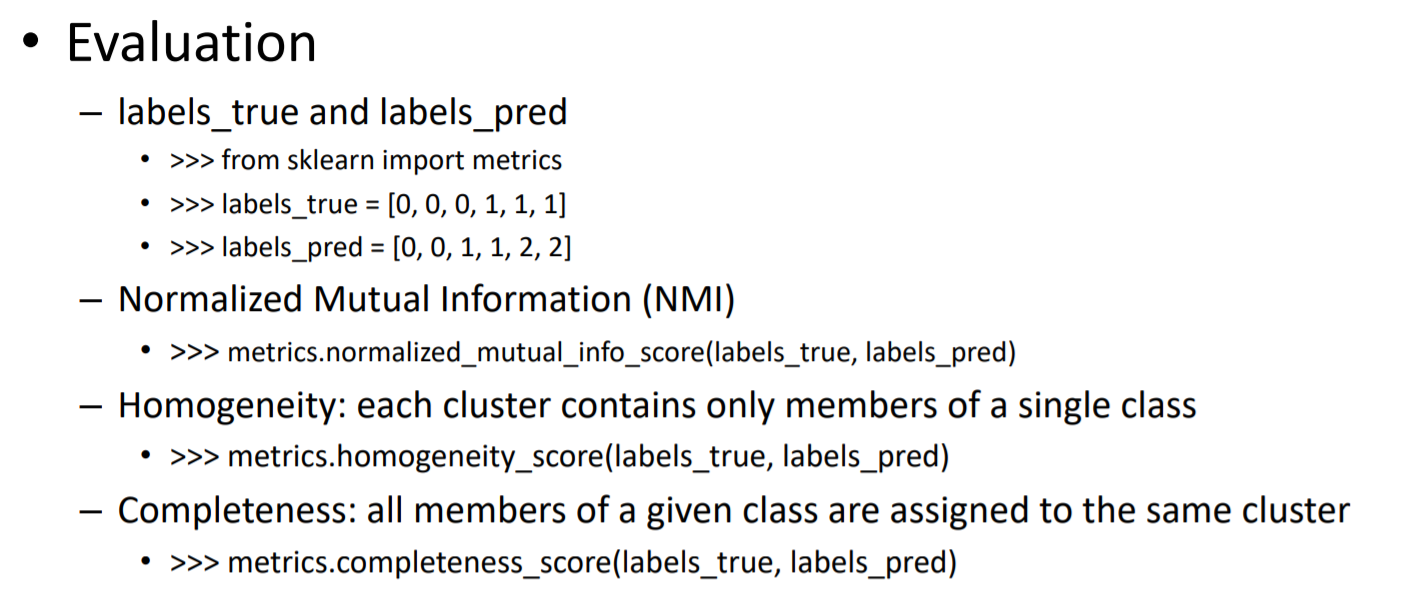 • Evaluation
– labels_true and labels_pred
• >>> from sklearn import metrics
• >>> labels_true = [0, 0, 0, 1, 1, 1]
• >>> labels_pred = [0, 0, 1, 1, 2, 2]
– Normalized Mutual Information (NMI)
• >>> metrics.normalized_mutual_info_score(labels_true, labels_pred)
– Homogeneity: each cluster contains only members of a single class
• >>> metrics.homogeneity_score(labels_true, labels_pred)
– Completeness: all members of a given class are assigned to the same cluster
• >>> metrics.completeness_score(labels_true, labels_pred)